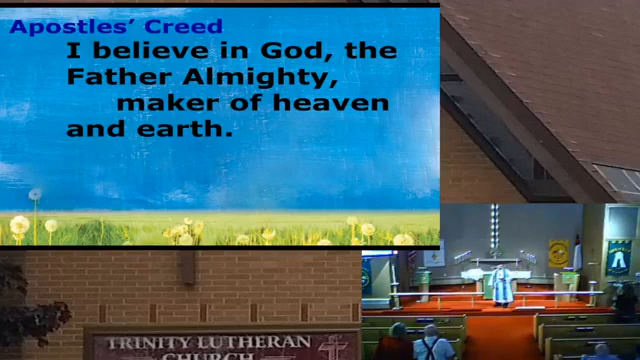 Apostles’ Creed
I believe in God, the
Father Almighty,
maker of heaven
and earth.
TRINITY LUTHERAN
CHURCH